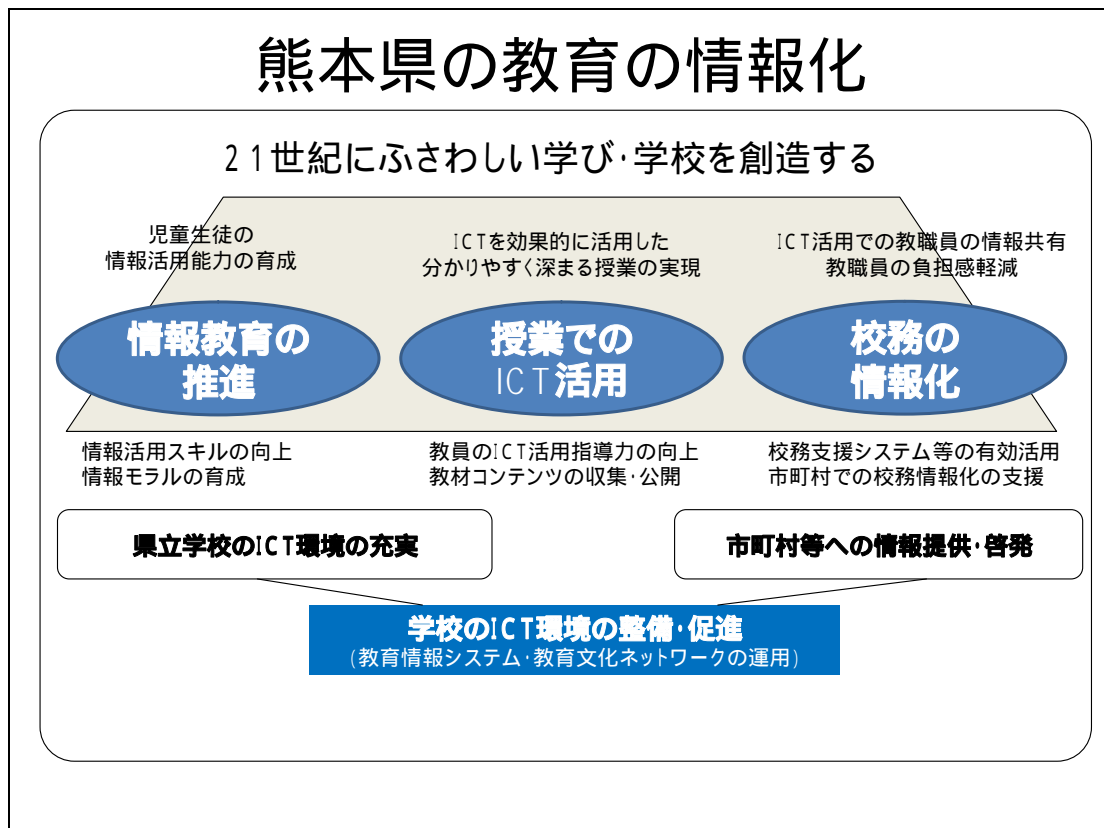 熊本県の教育の情報化
21世紀にふさわしい学び・学校を創造する
児童生徒の
情報活用能力の育成
ICTを効果的に活用した
分かりやすく深まる授業の実現
ICT活用での教職員の情報共有
教職員の負担感軽減
情報教育の
推進
授業での
ICT活用
校務の
情報化
情報活用スキルの向上
情報モラルの育成
教員のICT活用指導力の向上
教材コンテンツの収集・公開
校務支援システム等の有効活用
市町村での校務情報化の支援
県立学校のICT環境の充実
市町村等への情報提供・啓発
学校のICT環境の整備・促進
(教育情報システム・教育文化ネットワークの運用)